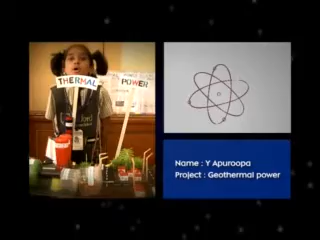 THERMAL
POWER
Name : Y Apuroopa
Project : Geothermal power